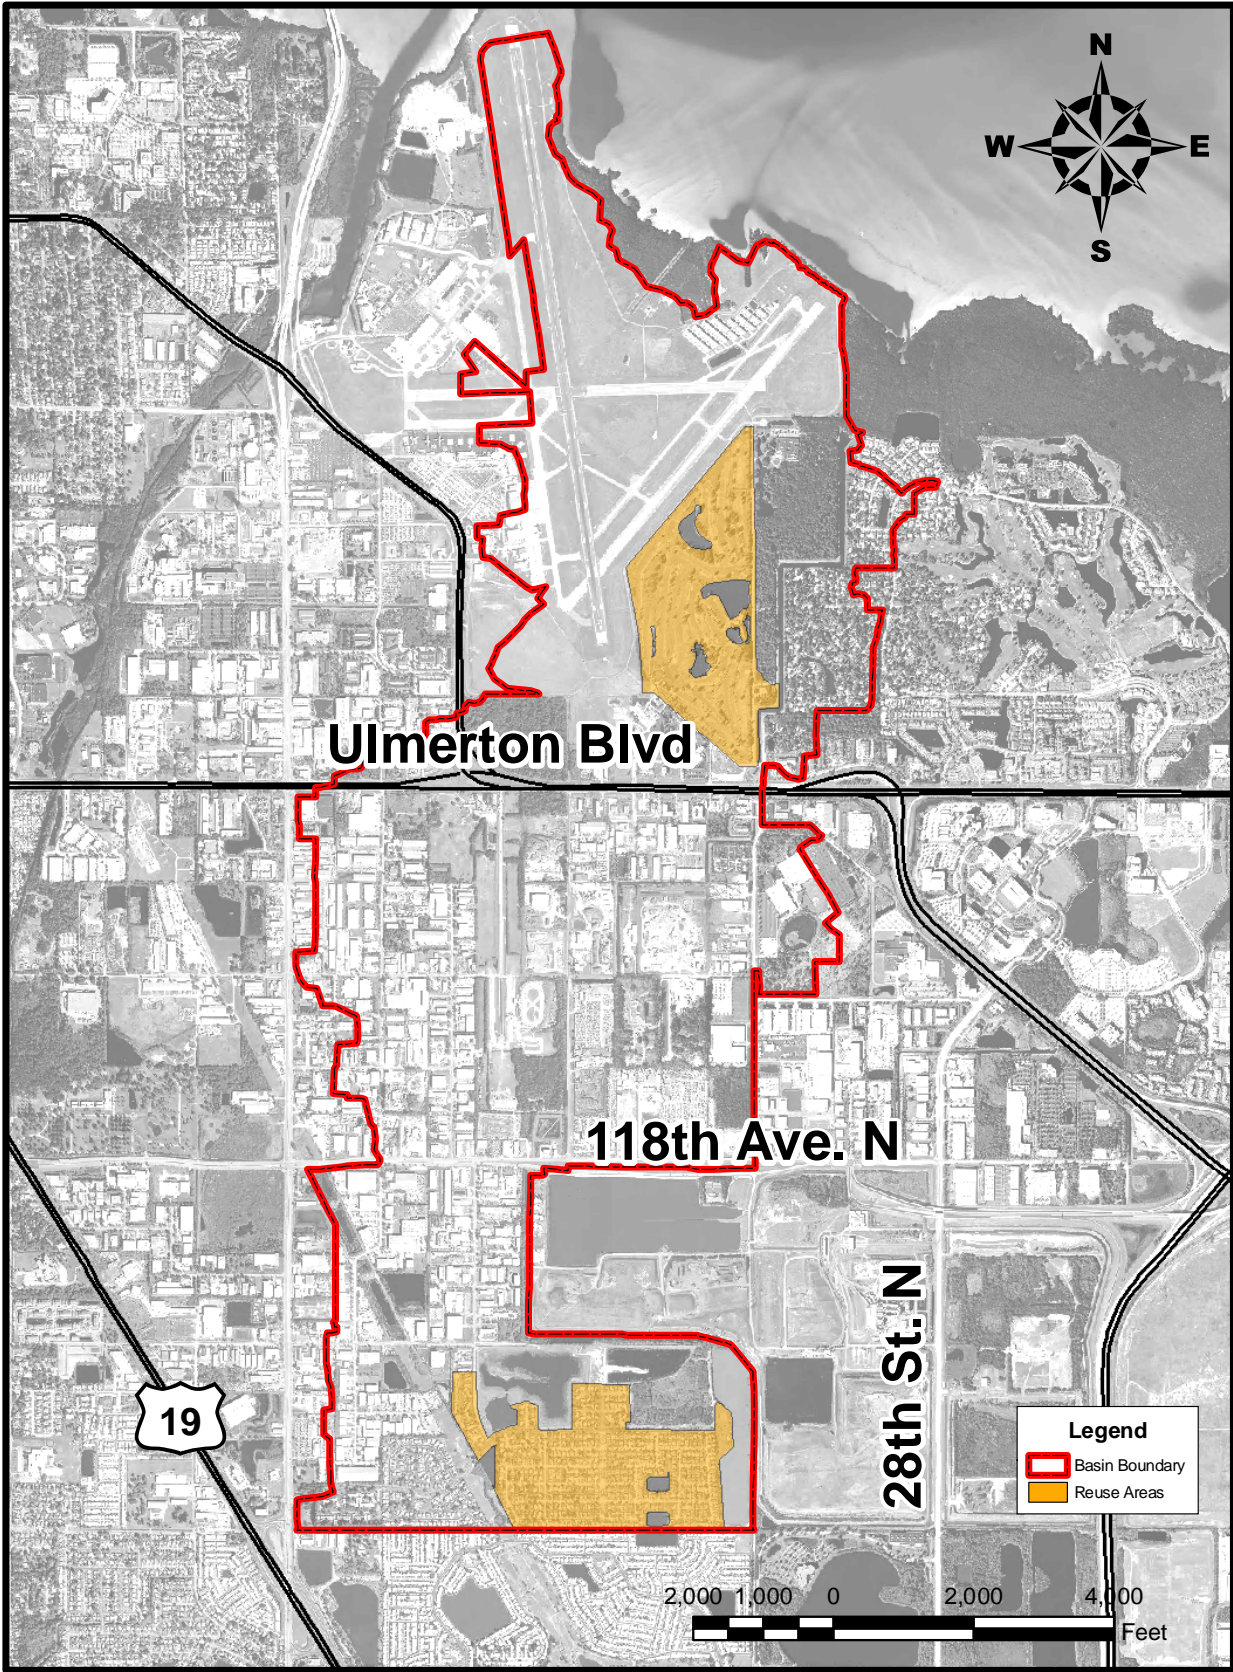 N
W E
S
Ulmerton Blvd
118th Ave. N
28th St. N
19
Legend
Basin Boundary
Reuse Areas
2,000 1,000 0 2,000 4,000
Feet